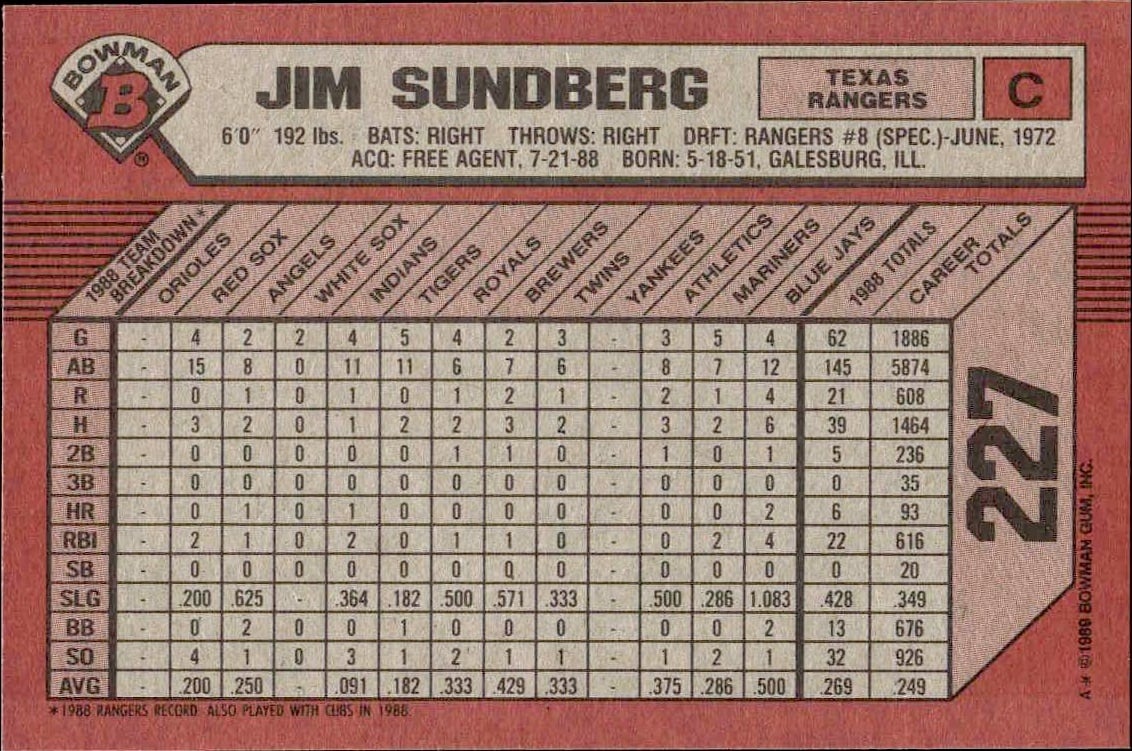 BOWMAN
B
®
JIM SUNDBERG
TEXAS RANGERS
C
6'0" 192 lbs. BATS: RIGHT THROWS: RIGHT DRFT: RANGERS #8 (SPEC.)-JUNE, 1972
ACQ: FREE AGENT, 7-21-88 BORN: 5-18-51, GALESBURG, ILL.
1988 TEAM BREAKDOWN* ORIOLES RED SOX ANGELS WHITE SOX INDIANS TIGERS ROYALS BREWERS TWINS YANKEES ATHLETICS MARINERS BLUE JAYS 1988 TOTALS CAREER TOTALS
G - 4 2 2 4 5 4 2 3 - 3 5 4 62 1886
AB - 15 8 0 11 11 6 7 6 - 8 7 12 145 5874
R - 0 1 0 1 0 1 2 1 - 2 1 4 21 608
H - 3 2 0 1 2 2 3 2 - 3 2 6 39 1464
2B - 0 0 0 0 0 1 1 0 - 1 0 1 5 236
3B - 0 0 0 0 0 0 0 0 - 0 0 0 0 35
HR - 0 1 0 1 0 0 0 0 - 0 0 2 6 93
RBI - 2 1 0 2 0 1 1 0 - 0 2 4 22 616
SB - 0 0 0 0 0 0 0 0 - 0 0 0 0 20
SLG - .200 .625 - .364 .182 .500 .571 .333 - .500 .286 1.083 .428 .349
BB - 0 2 0 0 1 0 0 0 - 0 0 2 13 676
SO - 4 1 0 3 1 2 1 1 - 1 2 1 32 926
AVG - .200 .250 - .091 .182 .333 .429 .333 - .375 .286 .500 .269 .249
*1988 RANGERS RECORD. ALSO PLAYED WITH CUBS IN 1988.
227
A* ©1989 BOWMAN GUM, INC.